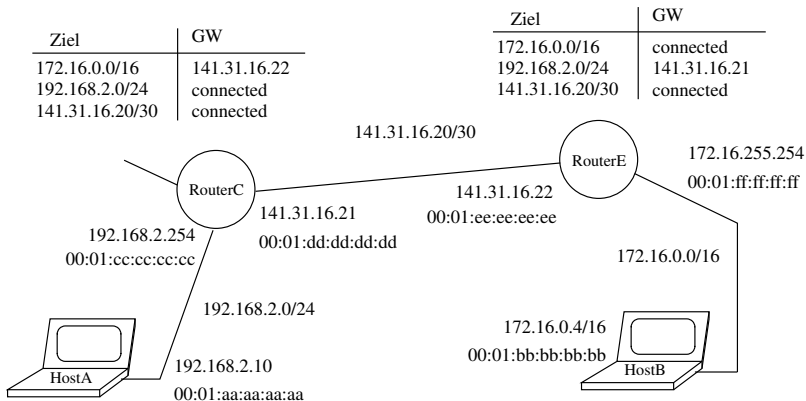 Ziel GW
172.16.0.0/16 141.31.16.22
192.168.2.0/24 connected
141.31.16.20/30 connected
Ziel GW
172.16.0.0/16 connected
192.168.2.0/24 141.31.16.21
141.31.16.20/30 connected
141.31.16.20/30
RouterC
RouterE
172.16.255.254
00:01:ff:ff:ff:ff
141.31.16.22
00:01:ee:ee:ee:ee
141.31.16.21
00:01:dd:dd:dd:dd
192.168.2.254
00:01:cc:cc:cc:cc
172.16.0.0/16
192.168.2.0/24
172.16.0.4/16
00:01:bb:bb:bb:bb
192.168.2.10
00:01:aa:aa:aa:aa
HostA
HostB